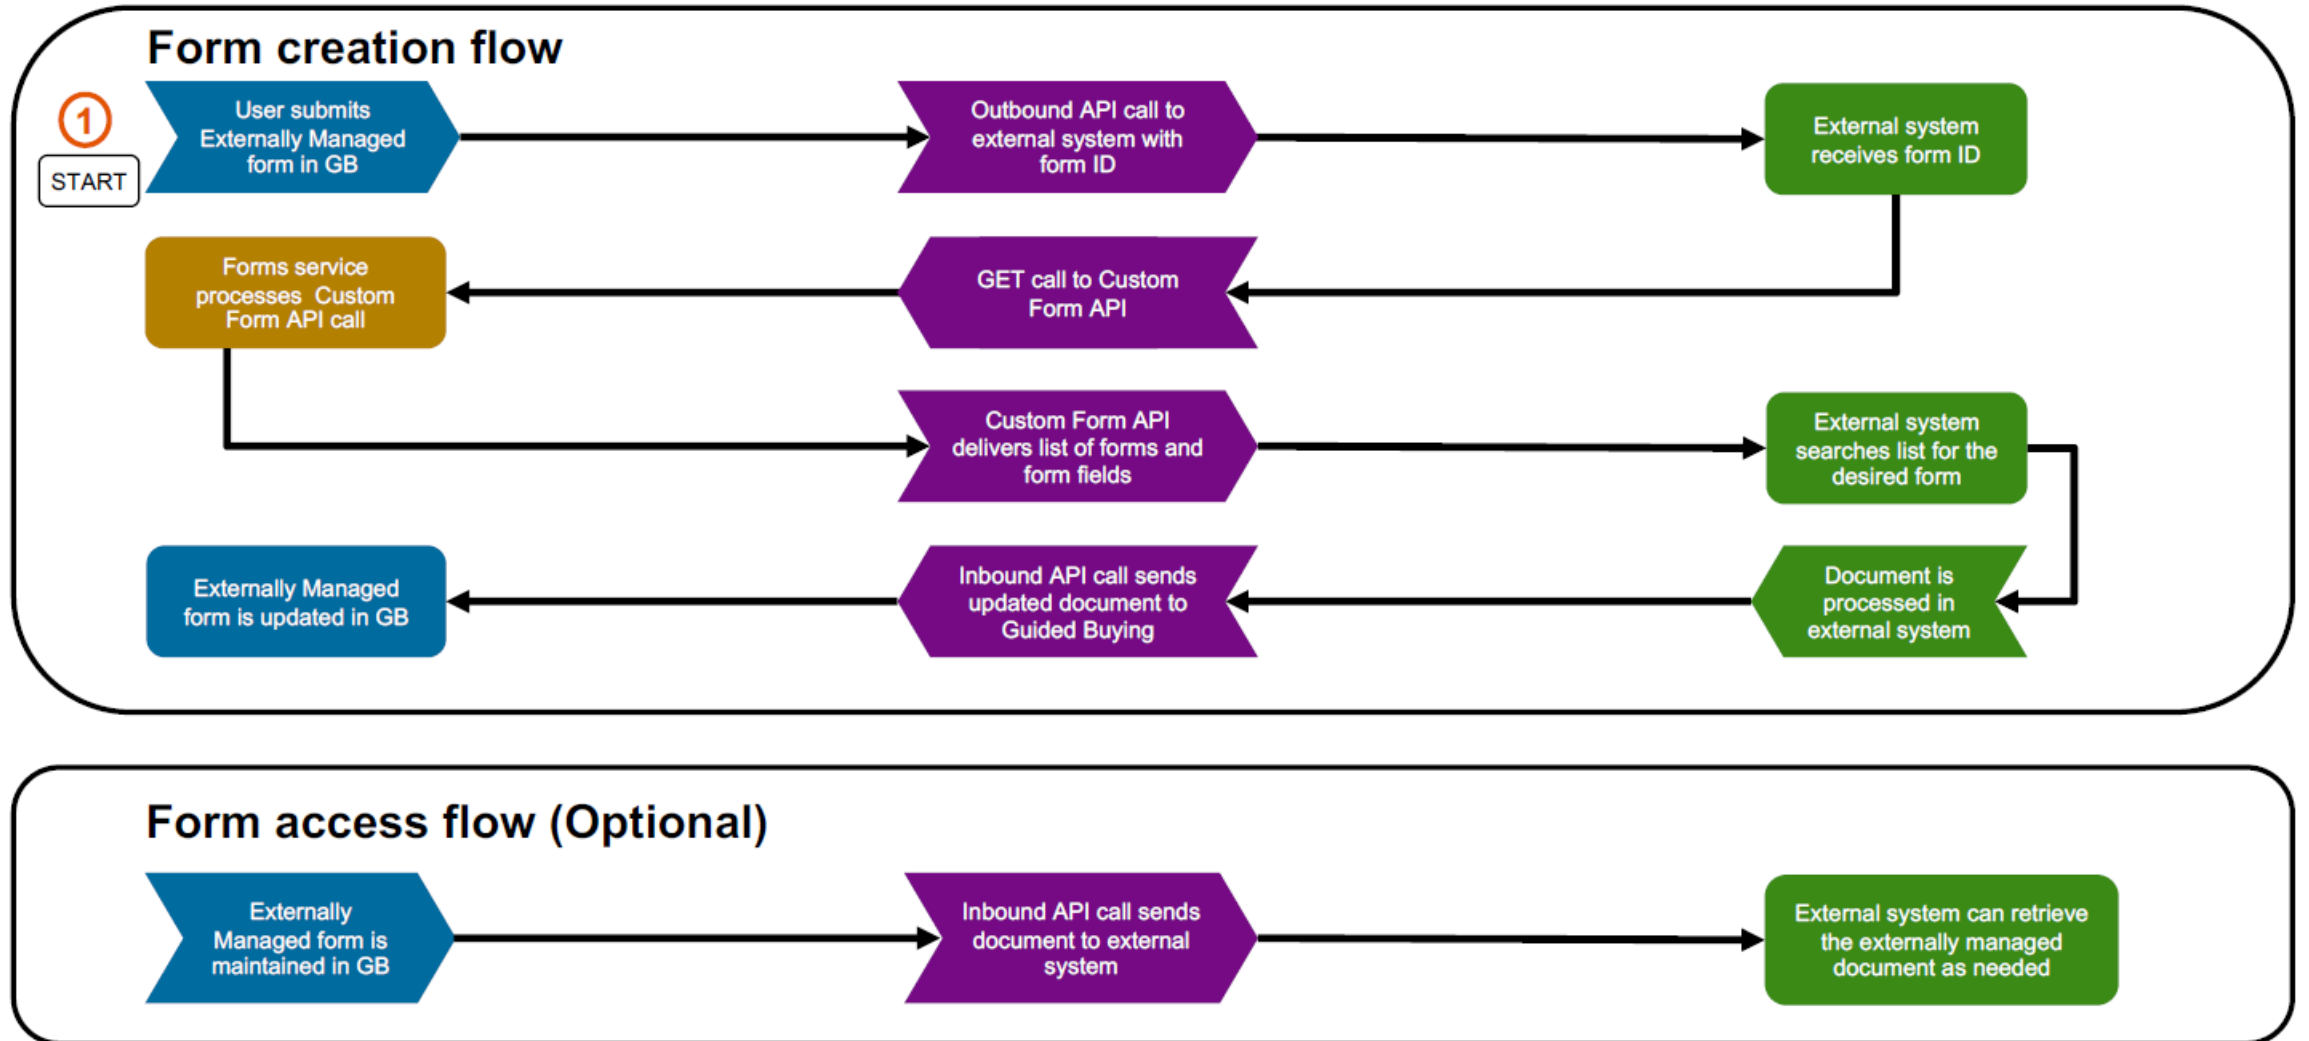 Form creation flow
1
START
User submits
Externally Managed
form in GB
Outbound API call to
external system with
form ID
External system
receives form ID
Forms service
processes  Custom
Form API call
GET call to Custom
Form API
Custom Form API
delivers list of forms and
form fields
External system
searches list for the
desired form
Externally Managed
form is updated in GB
Inbound API call sends
updated document to
Guided Buying
Document is
processed in
external system
Form access flow (Optional)
Externally
Managed form is
maintained in GB
Inbound API call sends
document to external
system
External system can retrieve
the externally managed
document as needed